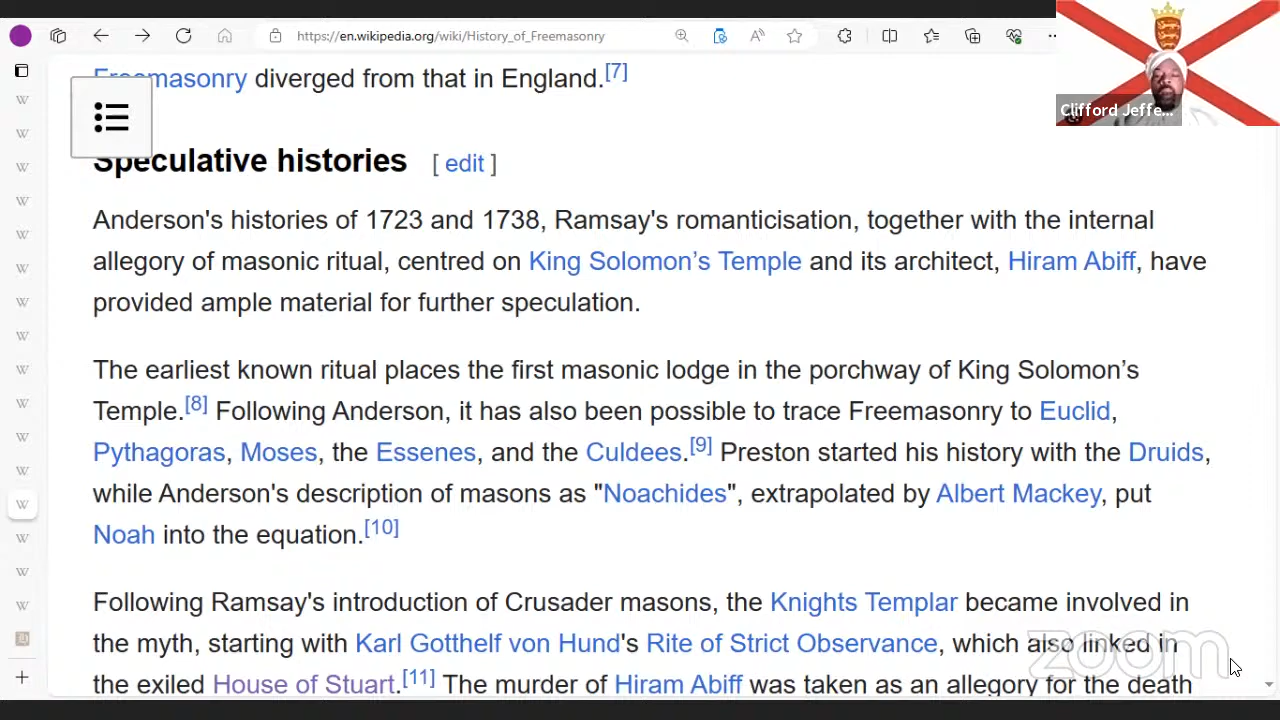 https://en.wikipedia.org/wiki/History_of_Freemasonry
Clifford Jeffe...
Freemasonry diverged from that in England.[7]
Speculative histories [ edit ]
Anderson's histories of 1723 and 1738, Ramsay's romanticisation, together with the internal
allegory of masonic ritual, centred on King Solomon’s Temple and its architect, Hiram Abiff, have
provided ample material for further speculation.
The earliest known ritual places the first masonic lodge in the porchway of King Solomon’s
Temple.[8] Following Anderson, it has also been possible to trace Freemasonry to Euclid,
Pythagoras, Moses, the Essenes, and the Culdees.[9] Preston started his history with the Druids,
while Anderson's description of masons as "Noachides", extrapolated by Albert Mackey, put
Noah into the equation.[10]
Following Ramsay's introduction of Crusader masons, the Knights Templar became involved in
the myth, starting with Karl Gotthelf von Hund's Rite of Strict Observance, which also linked in
the exiled House of Stuart.[11] The murder of Hiram Abiff was taken as an allegory for the death
zoom